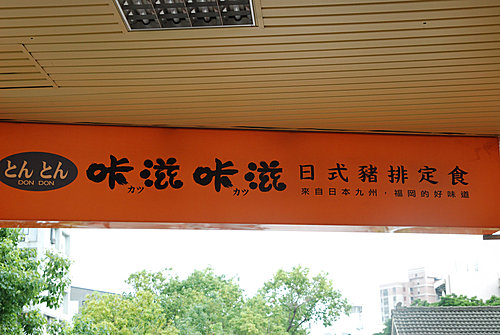 とん とん
DON DON
咔滋 咔滋
カツ カツ
日式豬排定食
來自日本九州．福岡的好味道